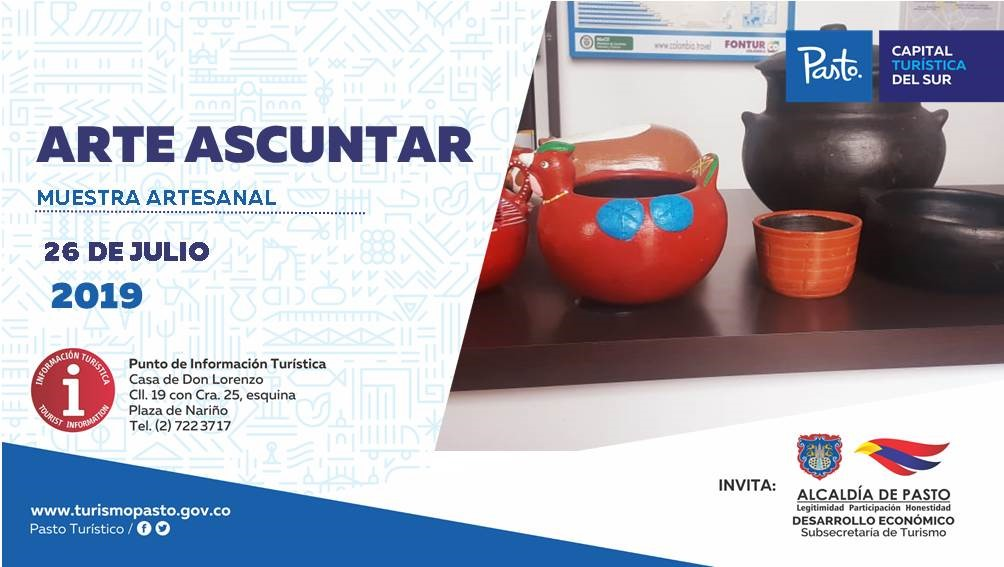 ARTE ASCUNTAR
MUESTRA ARTESANAL
26 DE JULIO
2019
INFORMACIÓN TURÍSTICA
i
TOURIST INFORMATION
Punto de Información Turística
Casa de Don Lorenzo
Cll. 19 con Cra. 25, esquina
Plaza de Nariño
Tel. (2) 7223717
www.turismopasto.gov.co
Pasto Turístico /
www.colombia.travel
FONTUR
Pasto.
CAPITAL
TURÍSTICA
DEL SUR
INVITA:
ALCALDÍA DE PASTO
Legitimidad Participación Honestidad
DESARROLLO ECONÓMICO
Subsecretaría de Turismo